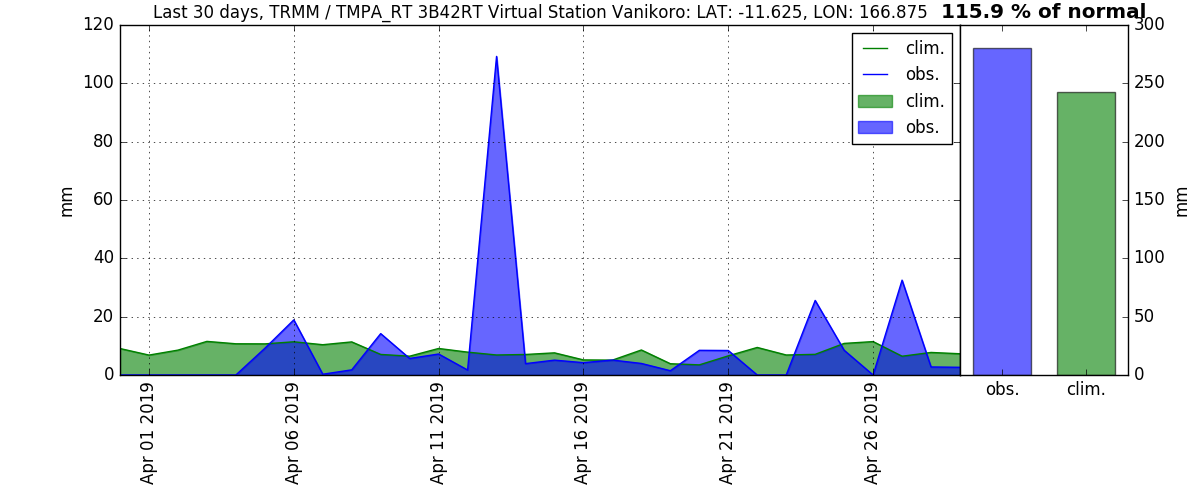 Last 30 days, TRMM / TMPA_RT 3B42RT Virtual Station Vanikoro: LAT: -11.625, LON: 166.875 115.9 % of normal
120
100
80
60
40
20
0
mm
clim.
obs.
clim.
obs.
300
250
200
150
100
50
0
mm
Apr 01 2019
Apr 06 2019
Apr 11 2019
Apr 16 2019
Apr 21 2019
Apr 26 2019
obs.
clim.